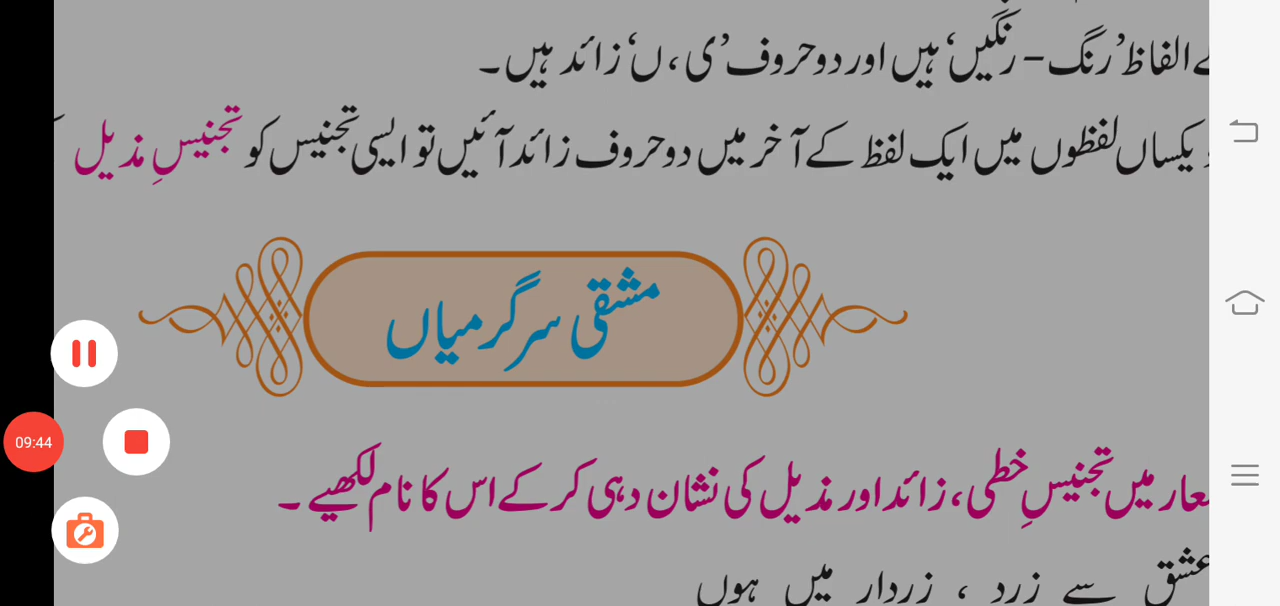 الفاظ ’رنگ – رنگیں‘ ہیں اور دو حروف ’ی، ں‘ زائد ہیں۔
یکساں لفظوں میں ایک لفظ کے آخر میں دو حروف زائد آئیں تو ایسی تجنیس کو تجنیسِ مذیل
مشقی سرگرمیاں
میں تجنیسِ خطی، زائد اور مذیل کی نشان دہی کر کے اس کا نام لکھیے۔
عشق سے زرد ، زردار میں ہوں
09:44